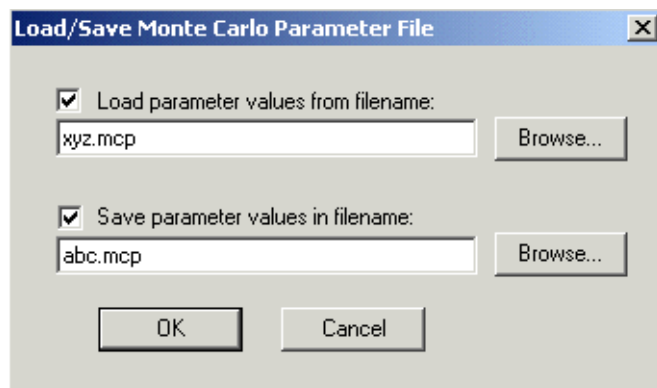 Load/Save Monte Carlo Parameter File
Load parameter values from filename:
xyz.mcp
Browse...
Save parameter values in filename:
abc.mcp
Browse...
OK
Cancel